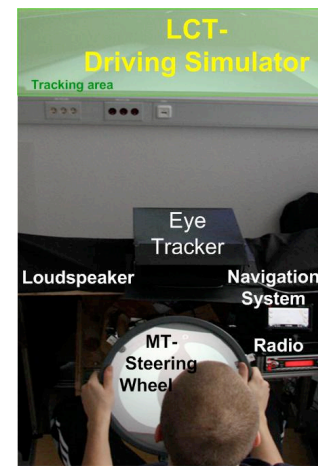 LCT-
Driving Simulator
Tracking area
Eye
Tracker
Loudspeaker
Navigation
System
MT-
Steering
Wheel
Radio